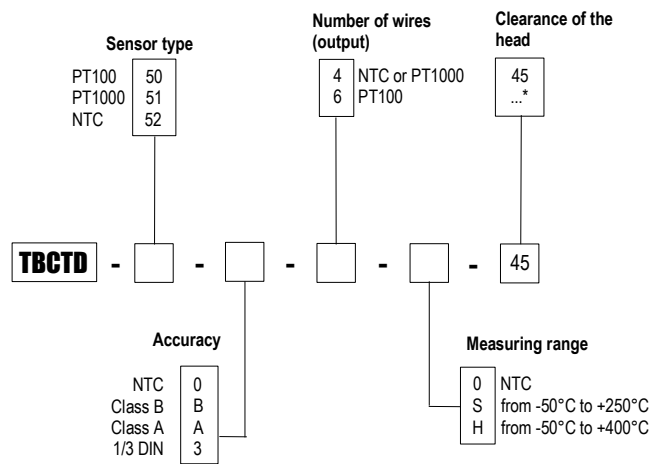 Sensor type
PT100 50
PT1000 51
NTC 52
Number of wires
(output)
4 NTC or PT1000
6 PT100
Clearance of the
head
45
...*
TBCTD - - - - - 45
Accuracy
NTC 0
Class B B
Class A A
1/3 DIN 3
Measuring range
0 NTC
S from -50°C to +250°C
H from -50°C to +400°C